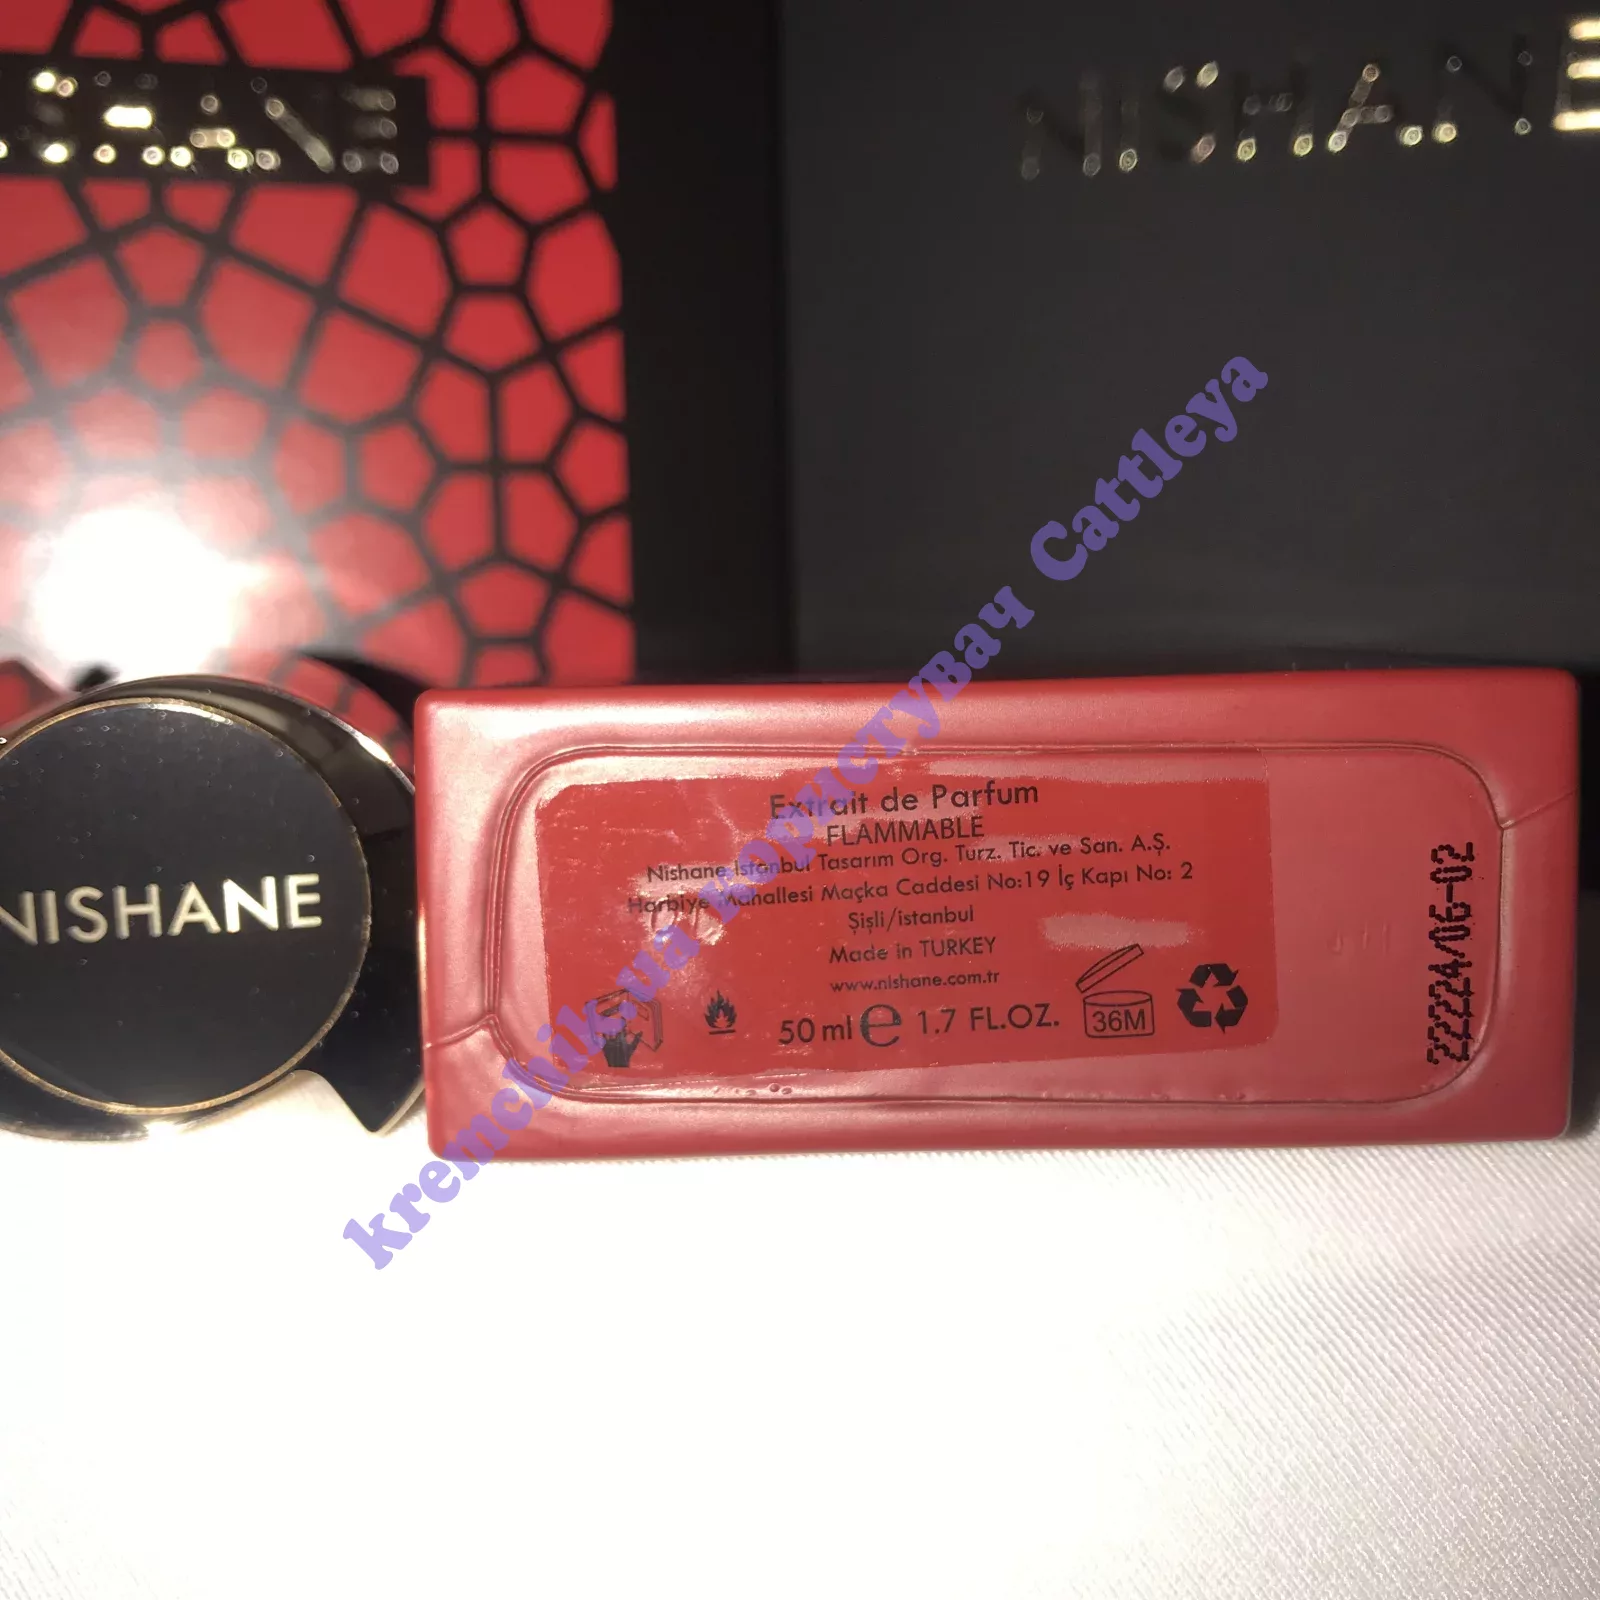 NISHANE
NISHANE
Extrait de Parfum
FLAMMABLE
Nishane İstanbul Tasarım Org. Turz. Tic. ve San. A.Ş.
Harbiye Mahallesi Maçka Caddesi No:19 İç Kapı No: 2
Şişli/istanbul
Made in TURKEY
www.nishane.com.tr
50 ml e 1.7 FL.OZ.
36M
22224/06-02
kremchik.ua користувач Cattleya